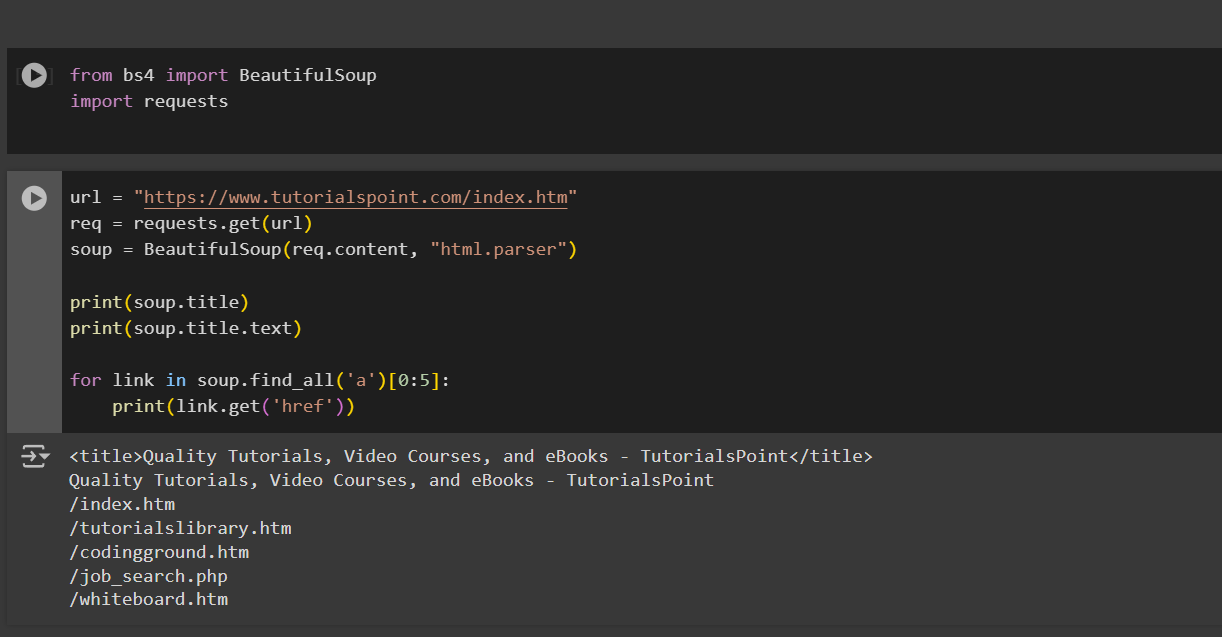 from bs4 import BeautifulSoup
import requests
url = "https://www.tutorialspoint.com/index.htm"
req = requests.get(url)
soup = BeautifulSoup(req.content, "html.parser")
print(soup.title)
print(soup.title.text)
for link in soup.find_all('a')[0:5]:
    print(link.get('href'))
<title>Quality Tutorials, Video Courses, and eBooks - TutorialsPoint</title>
Quality Tutorials, Video Courses, and eBooks - TutorialsPoint
/index.htm
/tutorialslibrary.htm
/codingground.htm
/job_search.php
/whiteboard.htm